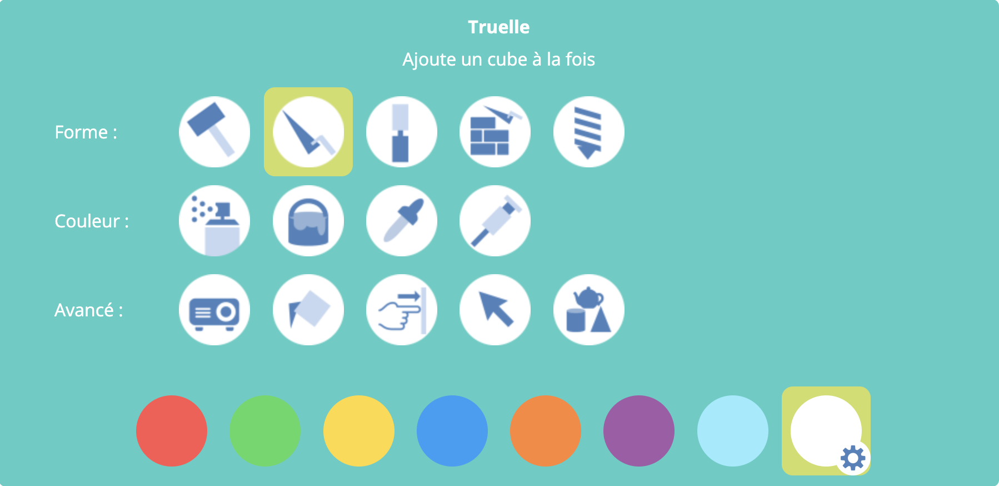 Truelle
Ajoute un cube à la fois
Forme :
Couleur :
Avancé :